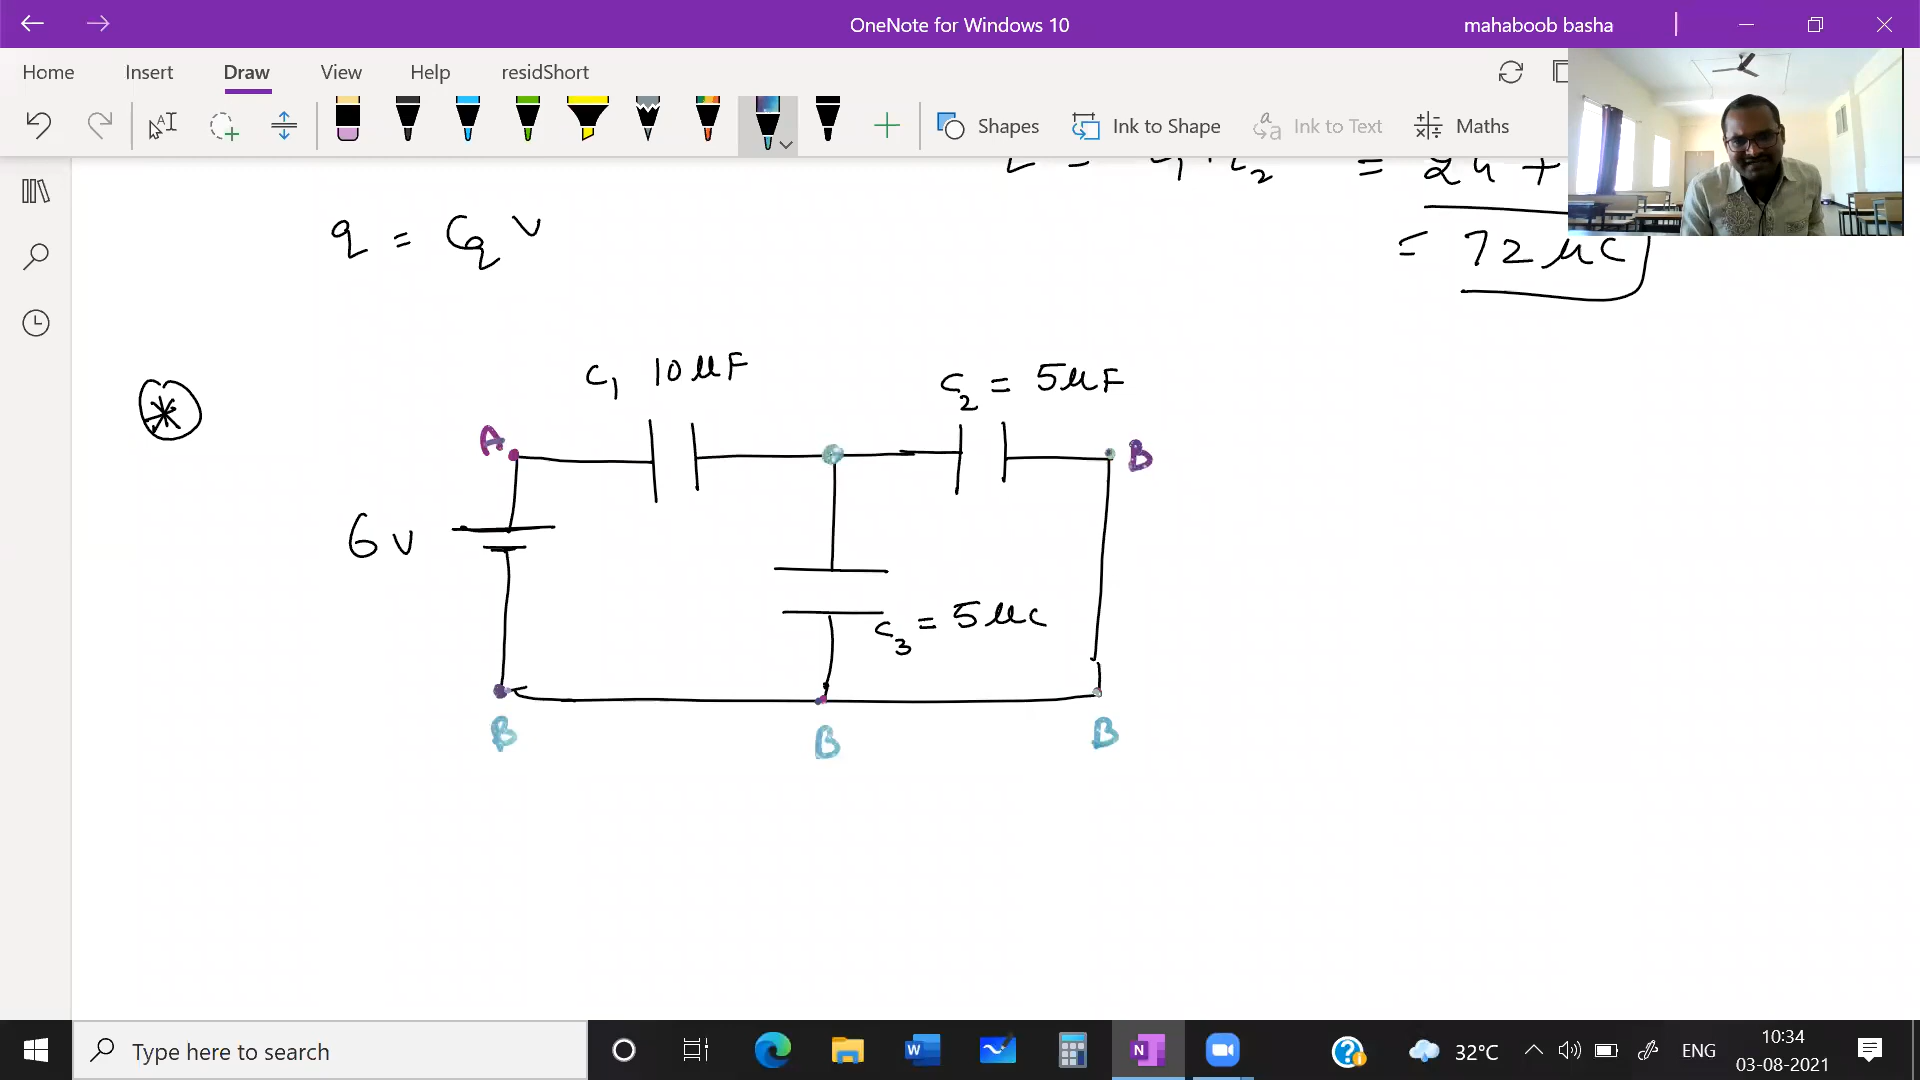 OneNote for Windows 10
mahaboob basha
Home Insert Draw View Help residShort
Shapes Ink to Shape Ink to Text Maths
q = Cq v
= 24 +
= 72 μC
C1 10 μF
C2 = 5μF
A
B
6 v
C3 = 5 μC
B B B
Type here to search
32°C ENG 10:34
03-08-2021